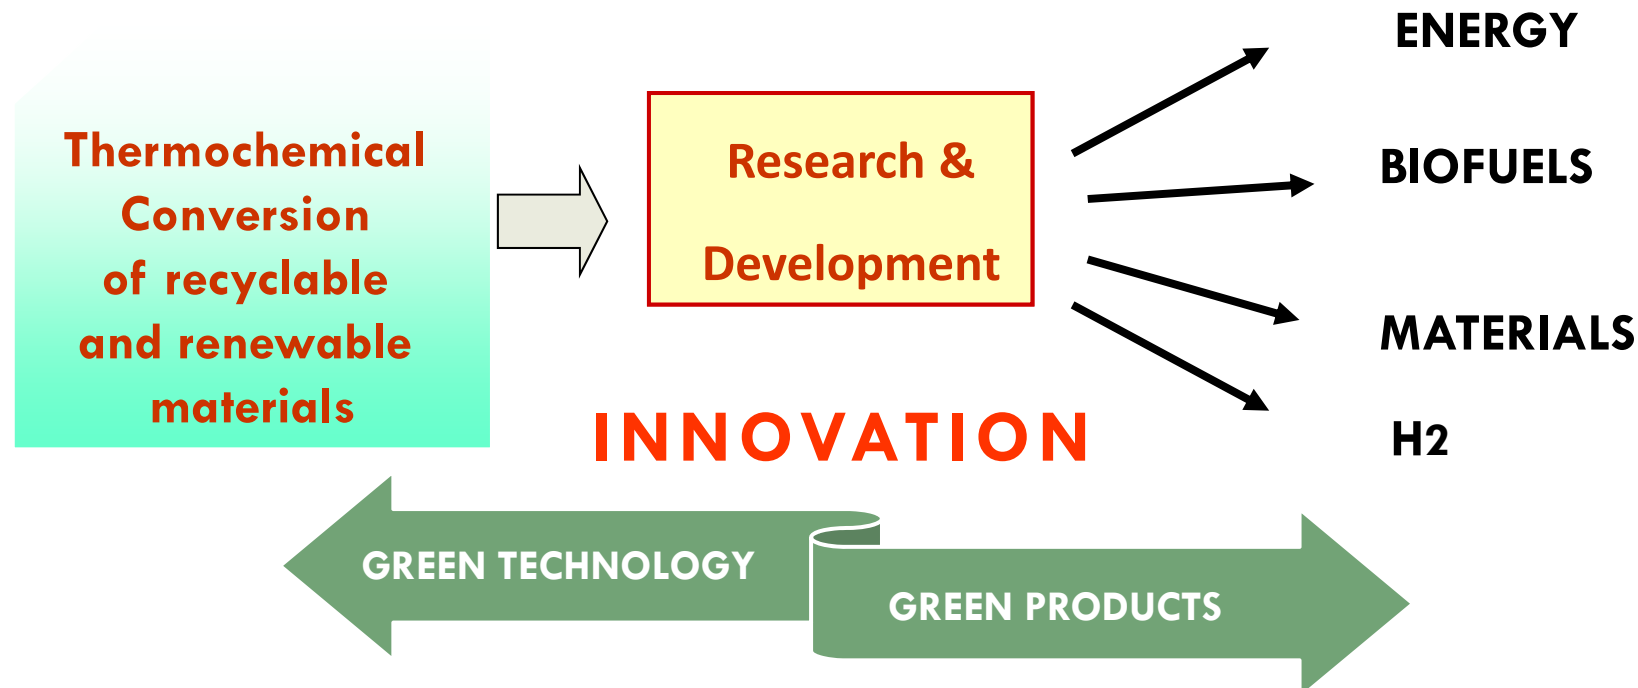 Thermochemical
Conversion
of recyclable
and renewable
materials
Research &
Development
ENERGY
BIOFUELS
MATERIALS
H2
INNOVATION
GREEN TECHNOLOGY
GREEN PRODUCTS